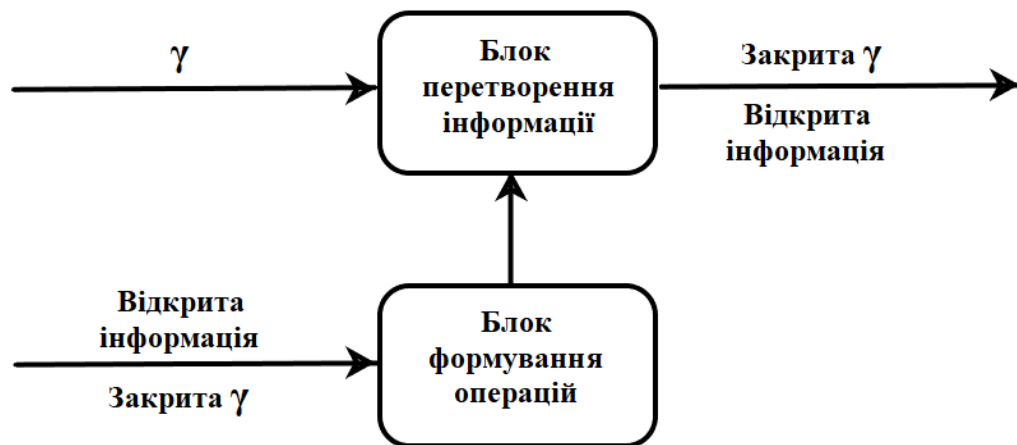 γ
Блок
перетворення
інформації
Закрита γ
Відкрита
інформація
Відкрита
інформація
Закрита γ
Блок
формування
операцій